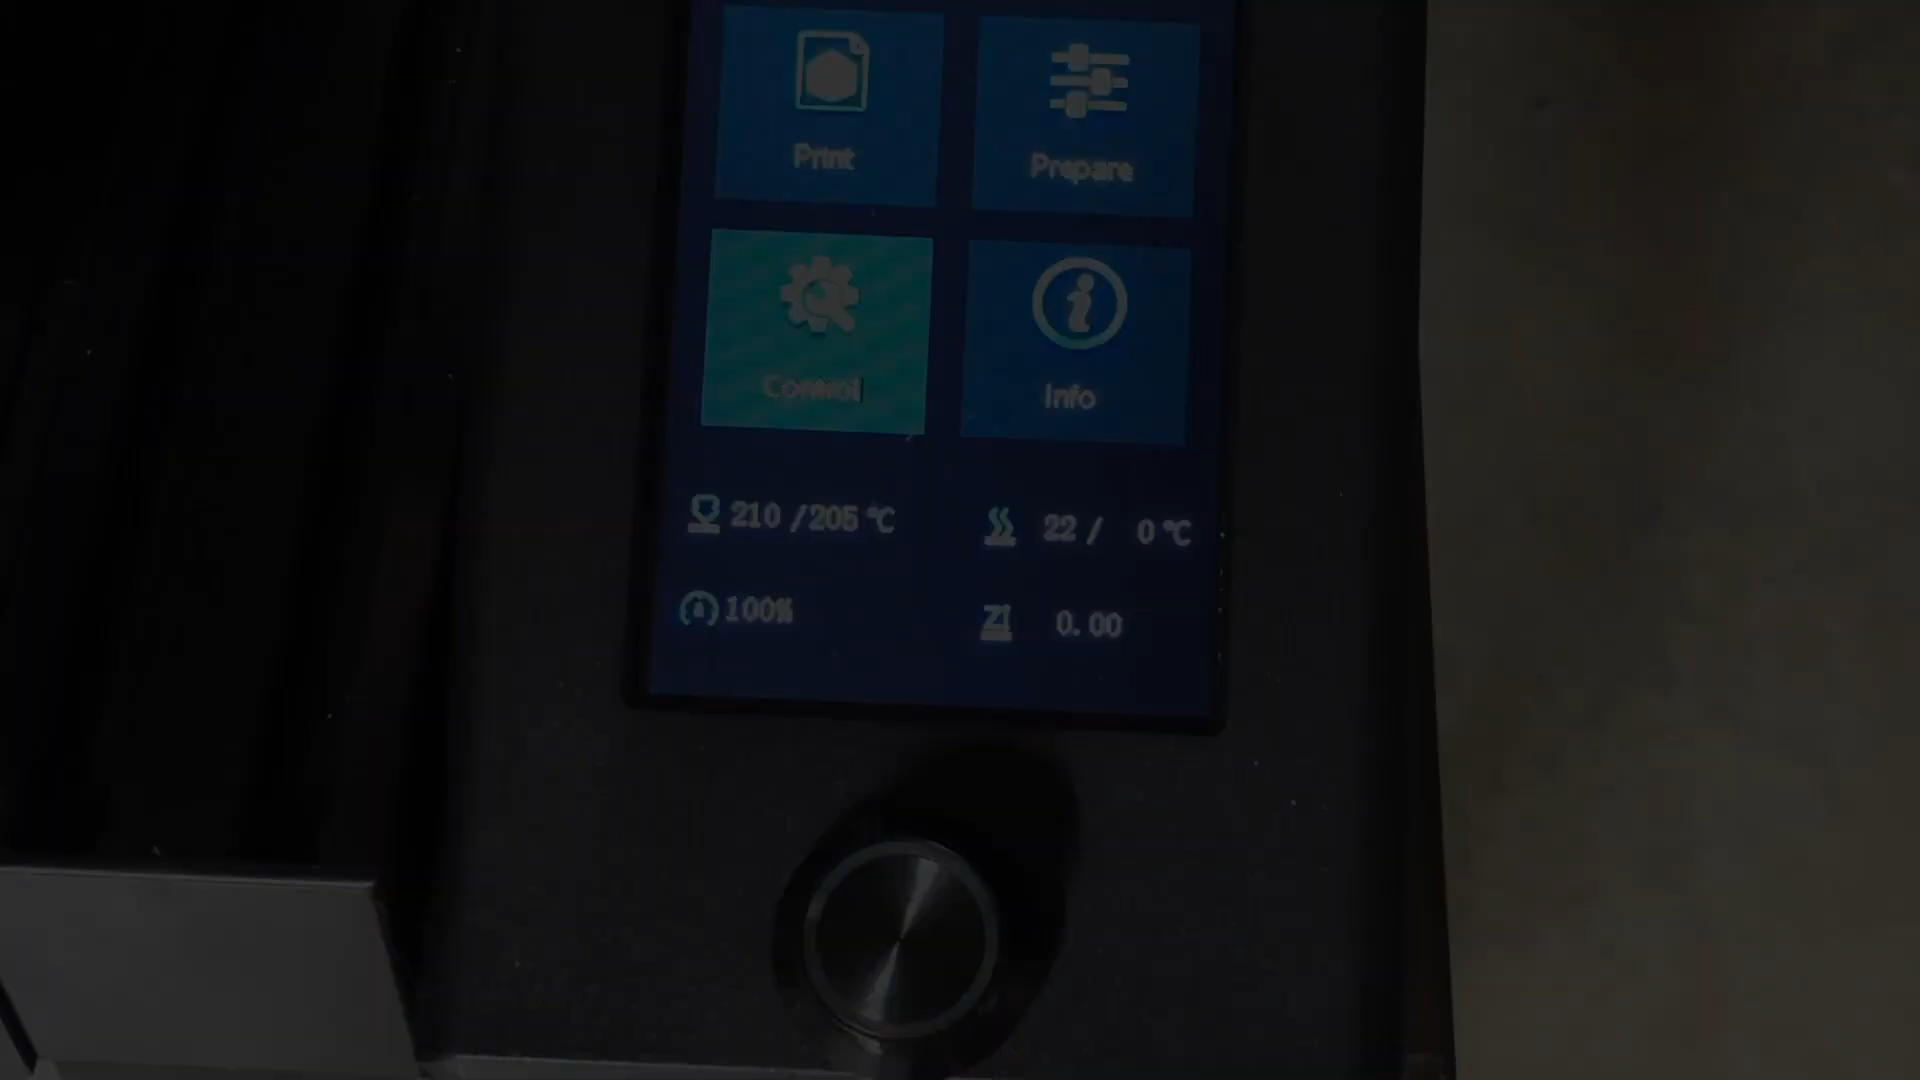 Print
Prepare
Control
Info
210 /205 ℃
22 / 0 ℃
100%
0.00